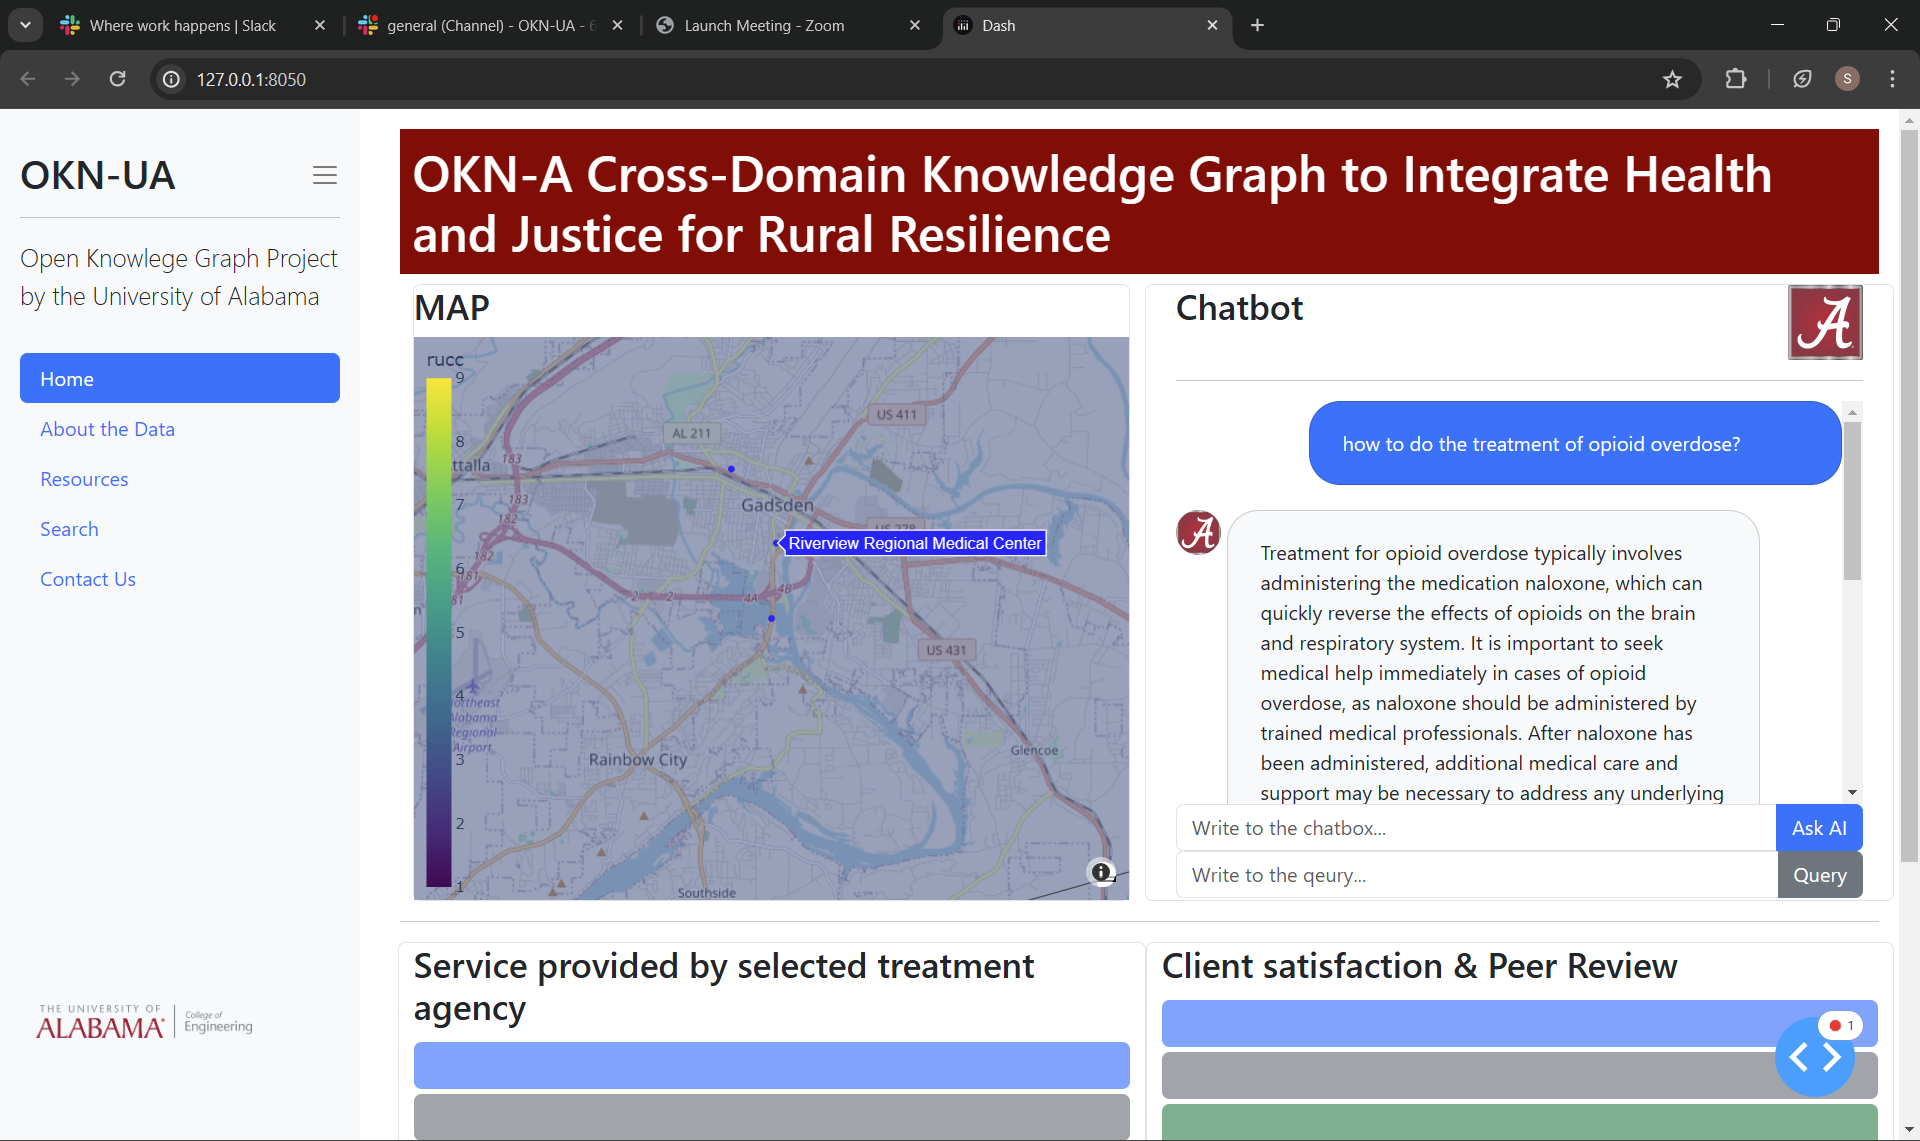 Where work happens | Slack
general (Channel) - OKN-UA - 6
Launch Meeting - Zoom
Dash
127.0.0.1:8050
S
OKN-UA
Open Knowlege Graph Project
by the University of Alabama
Home
About the Data
Resources
Search
Contact Us
THE UNIVERSITY OF
ALABAMA
College of
Engineering
OKN-A Cross-Domain Knowledge Graph to Integrate Health
and Justice for Rural Resilience
MAP
rucc
9
8
7
6
5
4
3
2
1
US 411
AL 211
ttalla
183
183
182
182
181
81
Gadsden
US 278
Riverview Regional Medical Center
2
2
4A
4B
US 431
Northeast
Alabama
Regional
Airport
Rainbow City
Glencoe
Southside
Chatbot
A
how to do the treatment of opioid overdose?
A
Treatment for opioid overdose typically involves
administering the medication naloxone, which can
quickly reverse the effects of opioids on the brain
and respiratory system. It is important to seek
medical help immediately in cases of opioid
overdose, as naloxone should be administered by
trained medical professionals. After naloxone has
been administered, additional medical care and
support may be necessary to address any underlying
Write to the chatbox...
Ask AI
Write to the qeury...
Query
Service provided by selected treatment
agency
Client satisfaction & Peer Review
1